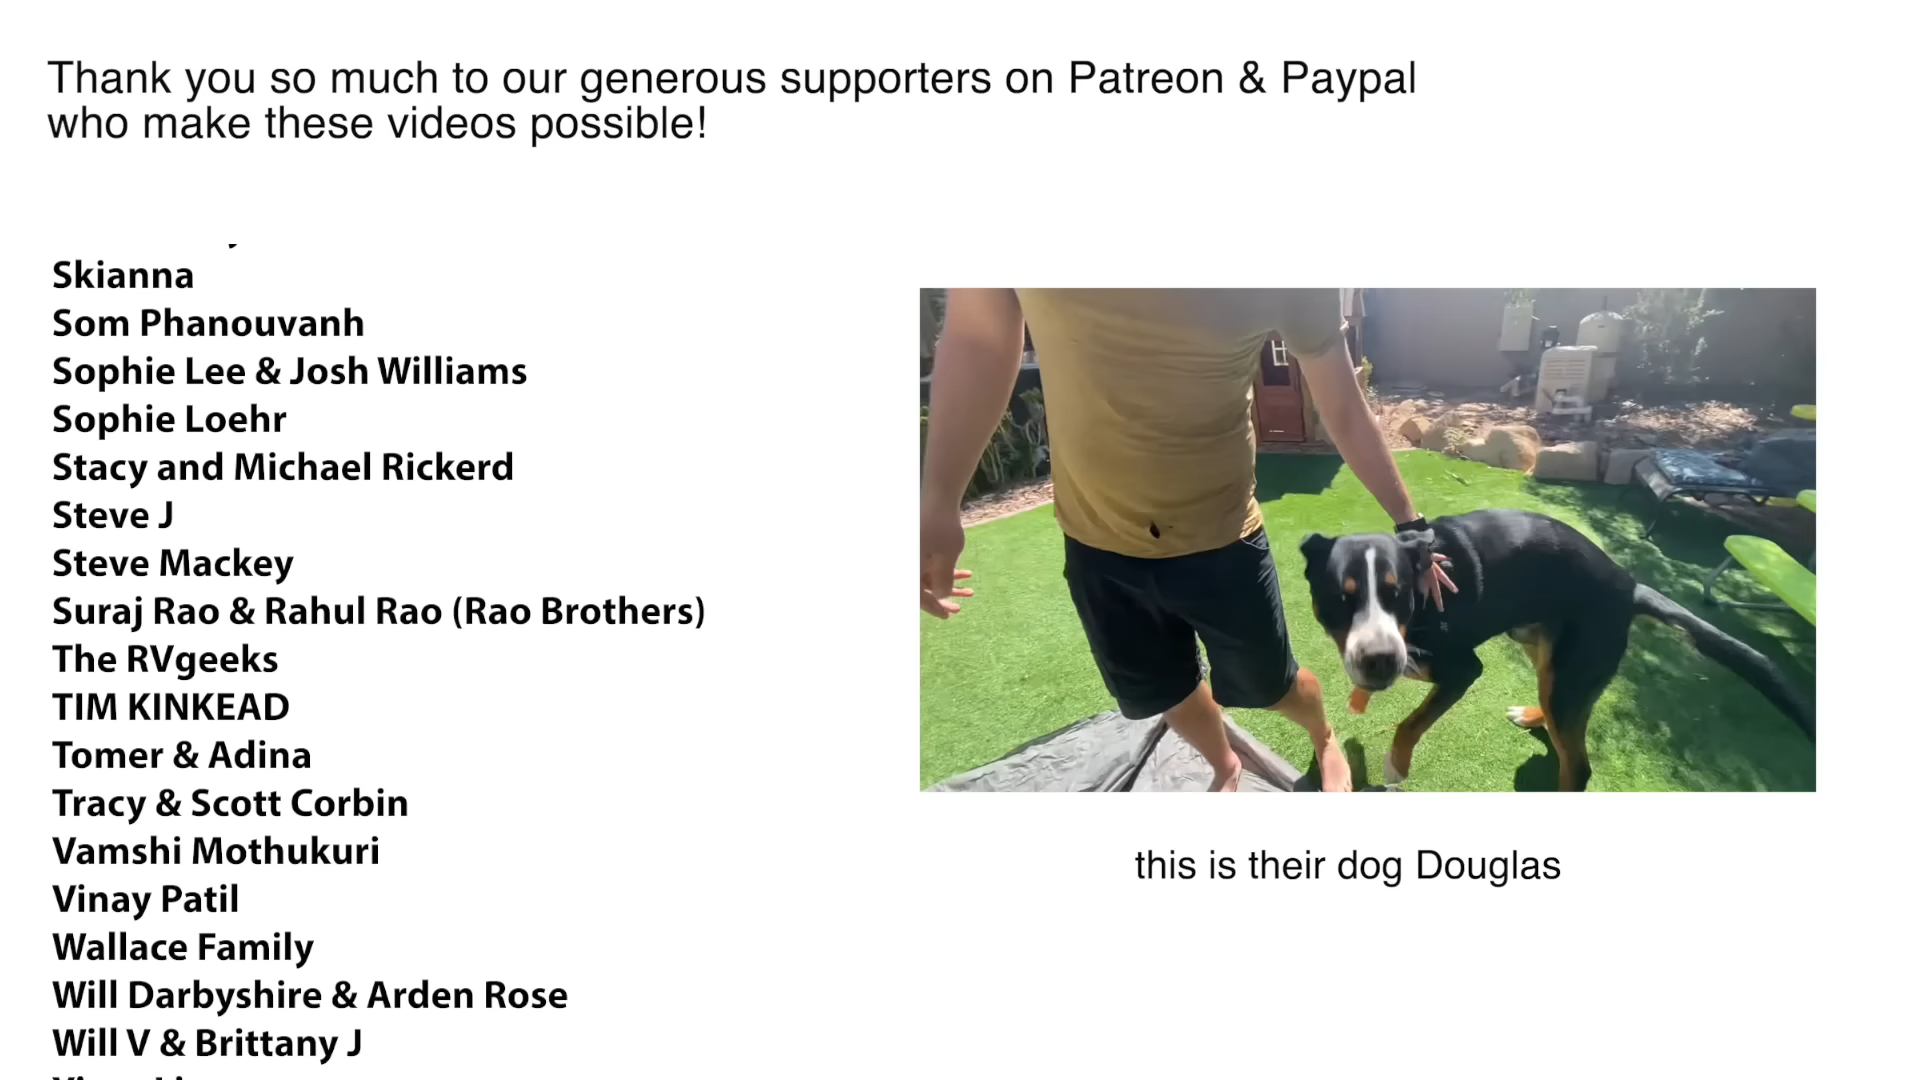 Thank you so much to our generous supporters on Patreon & Paypal
who make these videos possible!
Skianna
Som Phanouvanh
Sophie Lee & Josh Williams
Sophie Loehr
Stacy and Michael Rickerd
Steve J
Steve Mackey
Suraj Rao & Rahul Rao (Rao Brothers)
The RVgeeks
TIM KINKEAD
Tomer & Adina
Tracy & Scott Corbin
Vamshi Mothukuri
Vinay Patil
Wallace Family
Will Darbyshire & Arden Rose
Will V & Brittany J
this is their dog Douglas